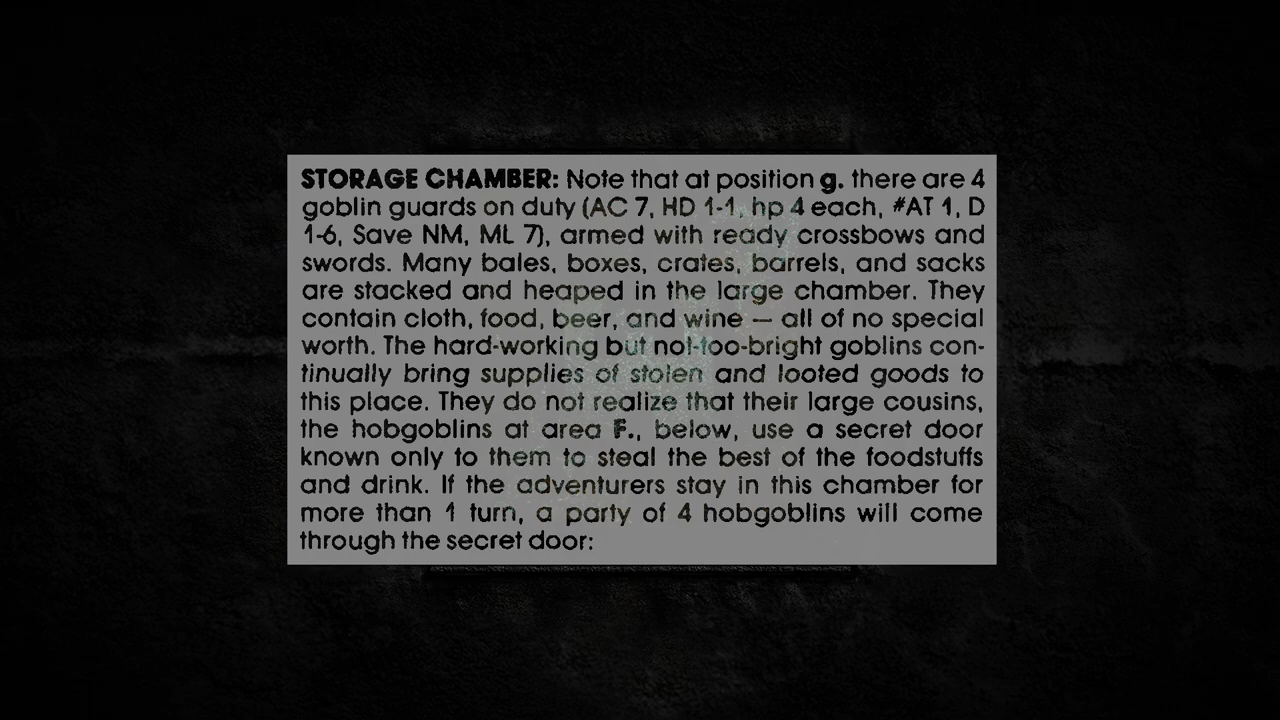 STORAGE CHAMBER: Note that at position g. there are 4
goblin guards on duty (AC 7, HD 1-1, hp 4 each, #AT 1, D
1-6, Save NM, ML 7), armed with ready crossbows and
swords. Many bales, boxes, crates, barrels, and sacks
are stacked and heaped in the large chamber. They
contain cloth, food, beer, and wine — all of no special
worth. The hard-working but not-too-bright goblins con-
tinually bring supplies of stolen and looted goods to
this place. They do not realize that their large cousins,
the hobgoblins at area F., below, use a secret door
known only to them to steal the best of the foodstuffs
and drink. If the adventurers stay in this chamber for
more than 1 turn, a party of 4 hobgoblins will come
through the secret door: